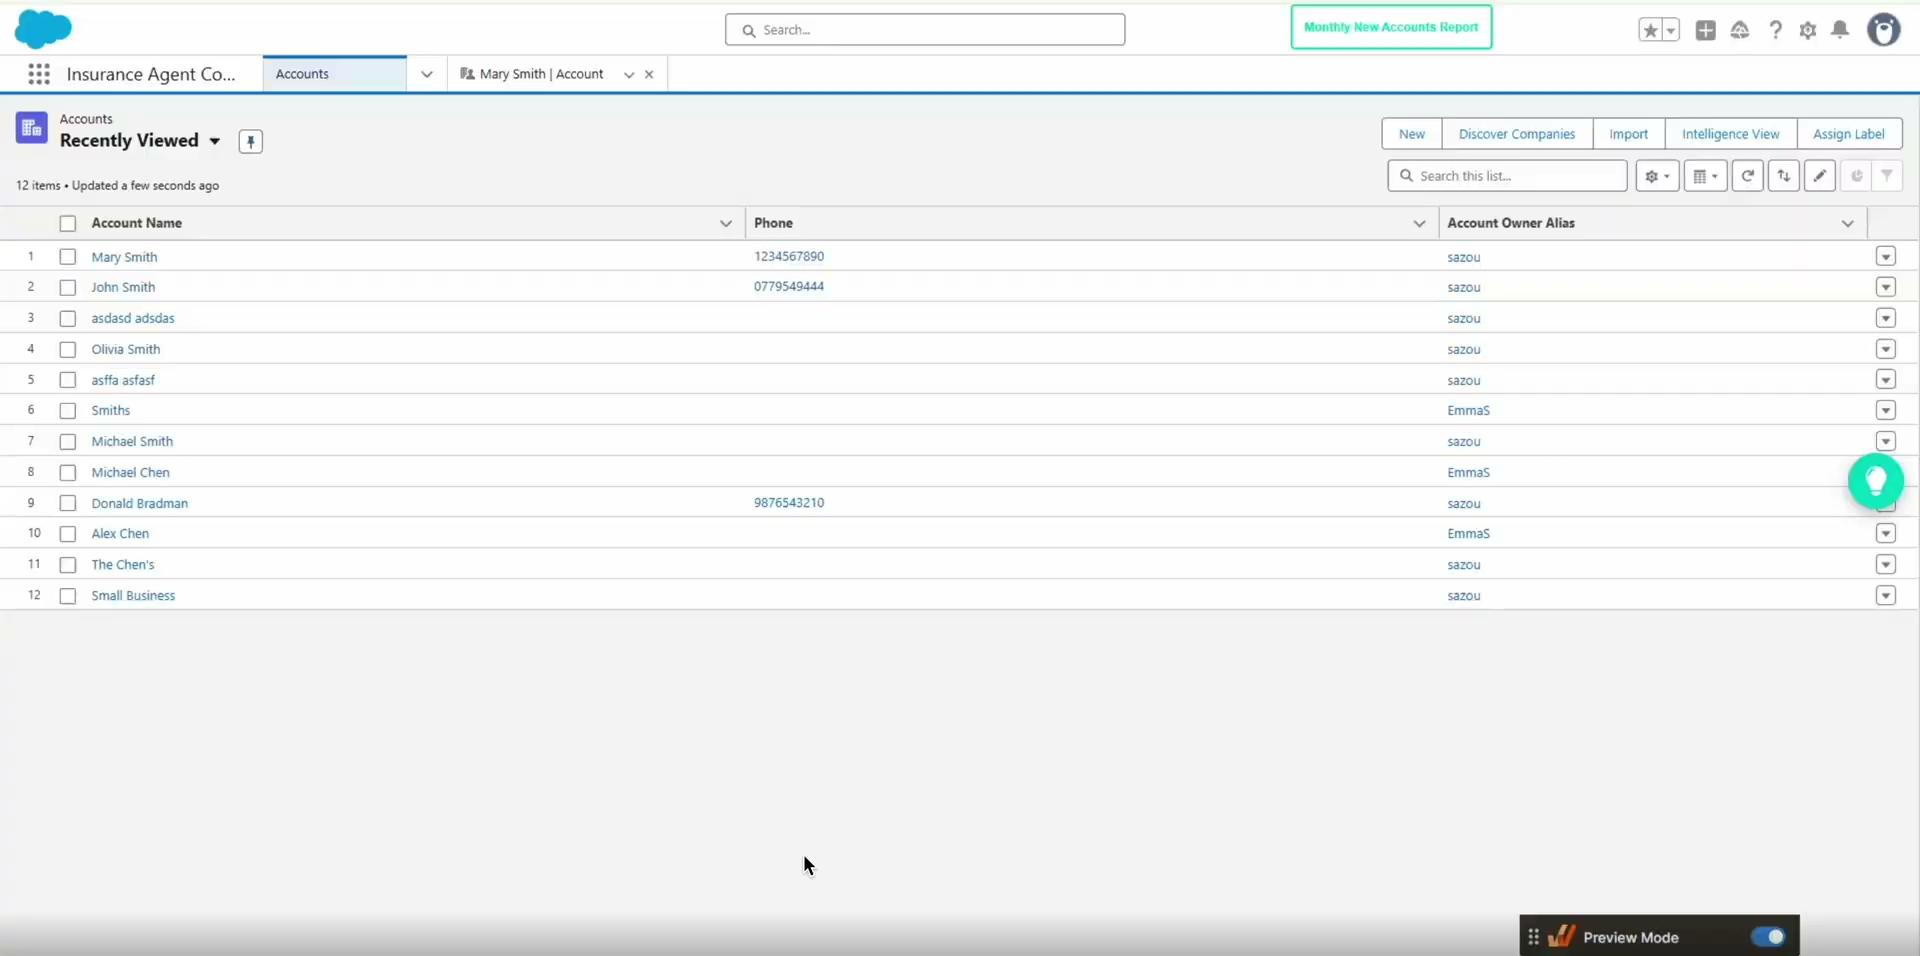 Search...
Monthly New Accounts Report
Insurance Agent Co...
Accounts
Mary Smith | Account
Accounts
Recently Viewed
New
Discover Companies
Import
Intelligence View
Assign Label
12 items • Updated a few seconds ago
Search this list...
Account Name
Phone
Account Owner Alias
1 Mary Smith 1234567890 sazou
2 John Smith 0779549444 sazou
3 asdasd adsdas sazou
4 Olivia Smith sazou
5 asffa asfasf sazou
6 Smiths EmmaS
7 Michael Smith sazou
8 Michael Chen EmmaS
9 Donald Bradman 9876543210 sazou
10 Alex Chen EmmaS
11 The Chen's sazou
12 Small Business sazou
Preview Mode